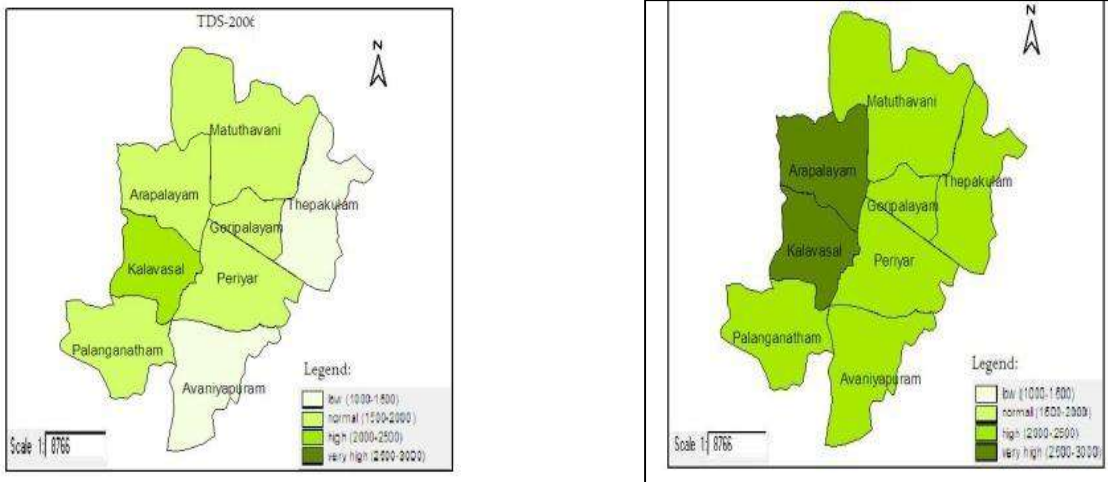 TDS-2006
N
Matuthavani
Arapalayam
Thepakulam
Goripalayam
Kalavasal
Periyar
Palanganatham
Avaniyapuram
Legend:
low (1000-1500)
normal (1500-2000)
high (2000-2500)
very high (2500-3000)
Scale 1: 8766
N
Matuthavani
Arapalayam
Thepakulam
Goripalayam
Kalavasal
Periyar
Palanganatham
Avaniyapuram
Legend:
low (1000-1500)
normal (1500-2000)
high (2000-2500)
very high (2500-3000)
Scale 1: 8766